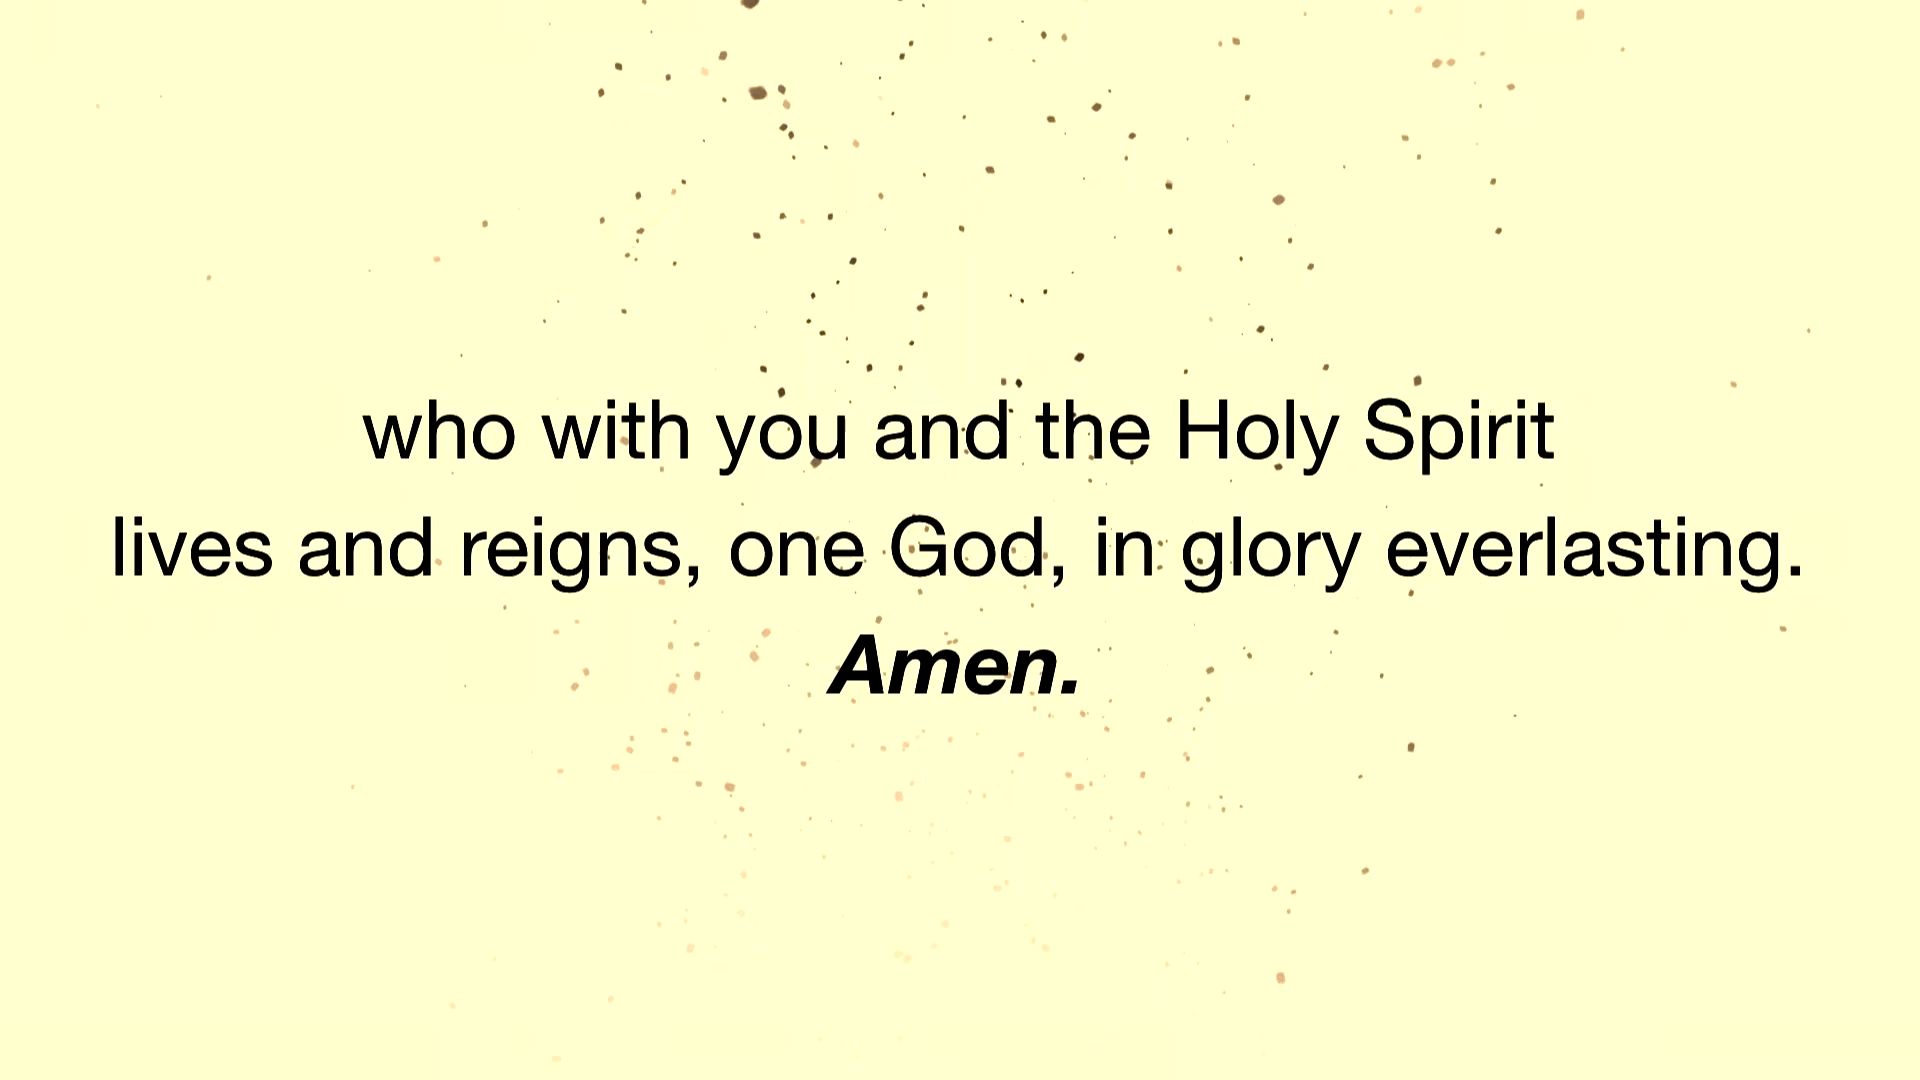 who with you and the Holy Spirit
lives and reigns, one God, in glory everlasting.
Amen.